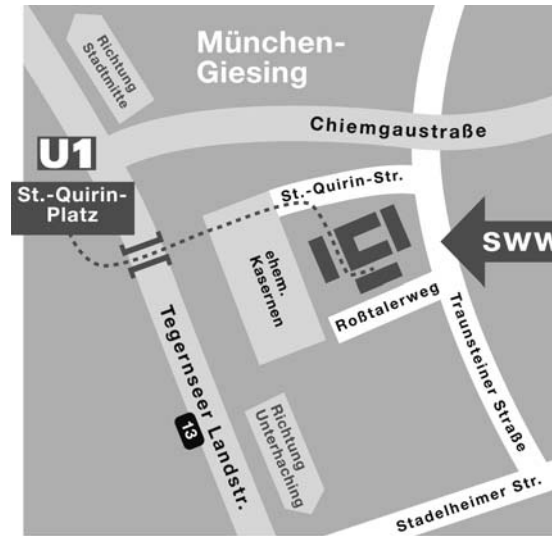 Richtung
Stadtmitte
München-
Giesing
Chiemgaustraße
U1
St.-Quirin-
Platz
St.-Quirin-Str.
SWW
ehem.
Kasernen
Roßtalerweg
Tegernseer Landstr.
13
Traunsteiner Straße
Richtung
Unterhaching
Stadelheimer Str.